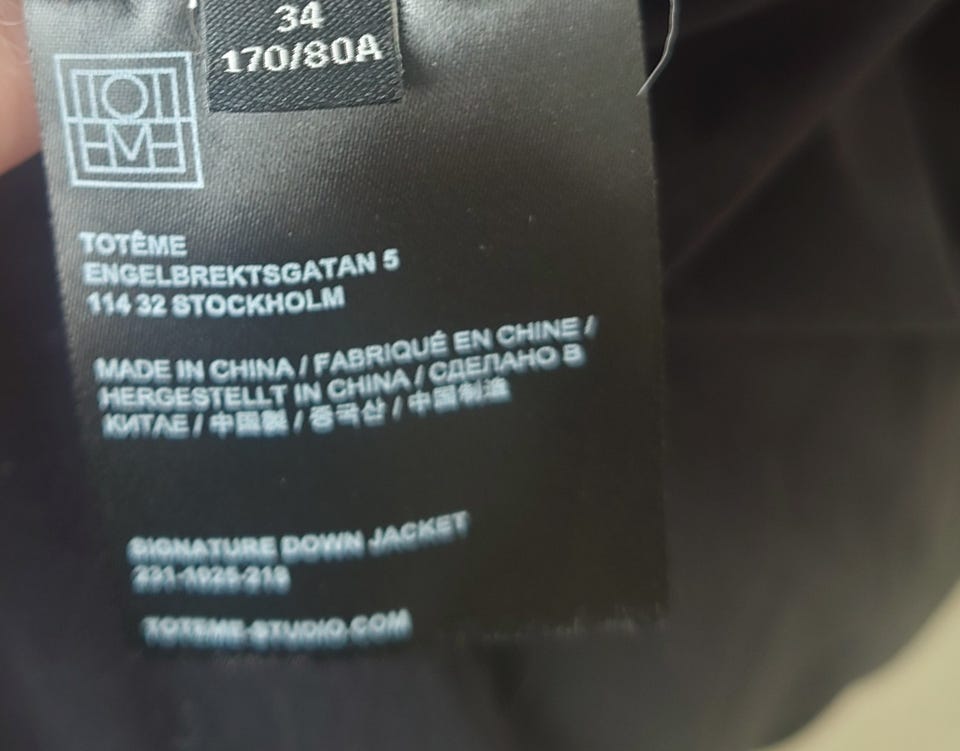 34
170/80A
TOTEME
TOTÊME
ENGELBREKTSGATAN 5
114 32 STOCKHOLM
MADE IN CHINA / FABRIQUÉ EN CHINE /
HERGESTELLT IN CHINA / СДЕЛАНО В
КИТАЕ / 中国製 / 중국산 / 中国制造
SIGNATURE DOWN JACKET
231-1025-218
TOTEME-STUDIO.COM